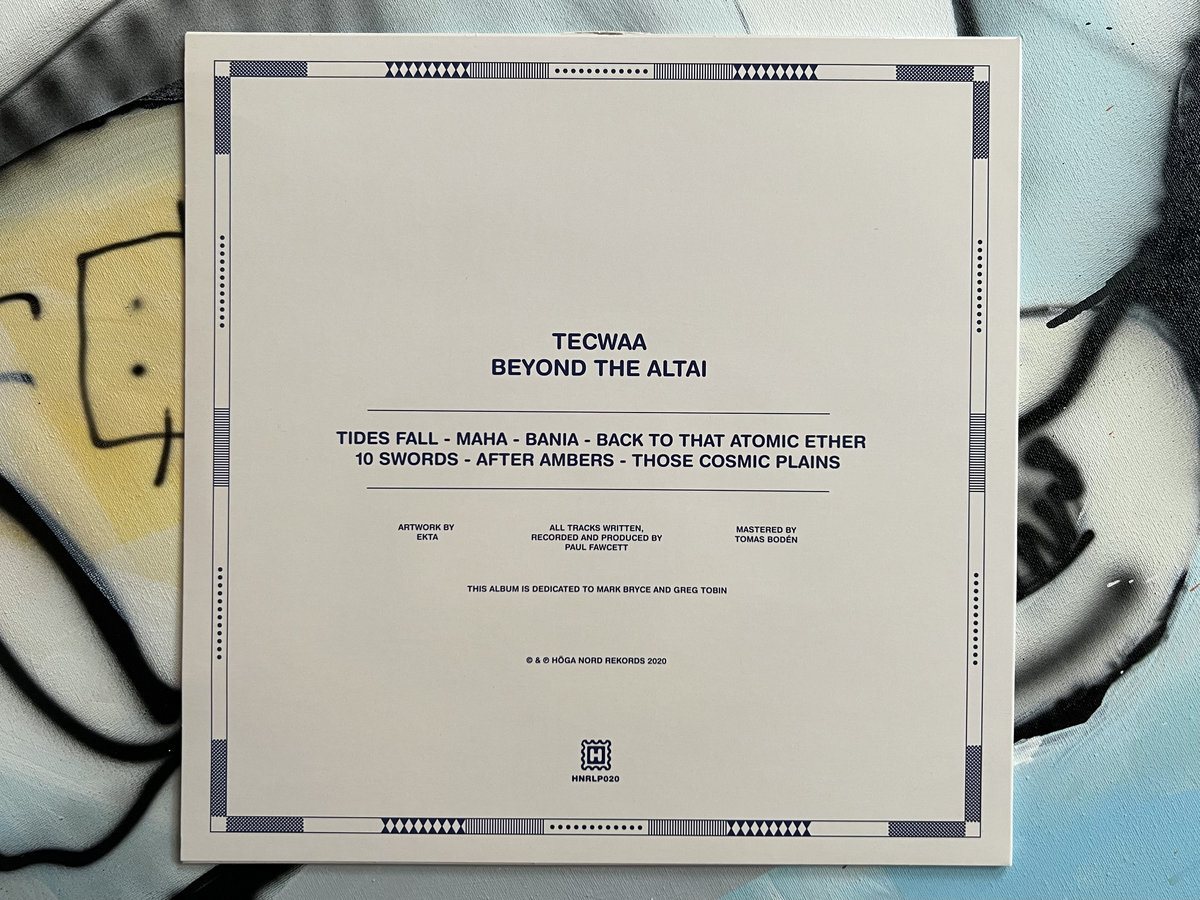 TECWAA
BEYOND THE ALTAI
TIDES FALL - MAHA - BANIA - BACK TO THAT ATOMIC ETHER
10 SWORDS - AFTER AMBERS - THOSE COSMIC PLAINS
ARTWORK BY
EKTA
ALL TRACKS WRITTEN,
RECORDED AND PRODUCED BY
PAUL FAWCETT
MASTERED BY
TOMAS BODÉN
THIS ALBUM IS DEDICATED TO MARK BRYCE AND GREG TOBIN
© & ℗ HÖGA NORD REKORDS 2020
H
HNRLP020